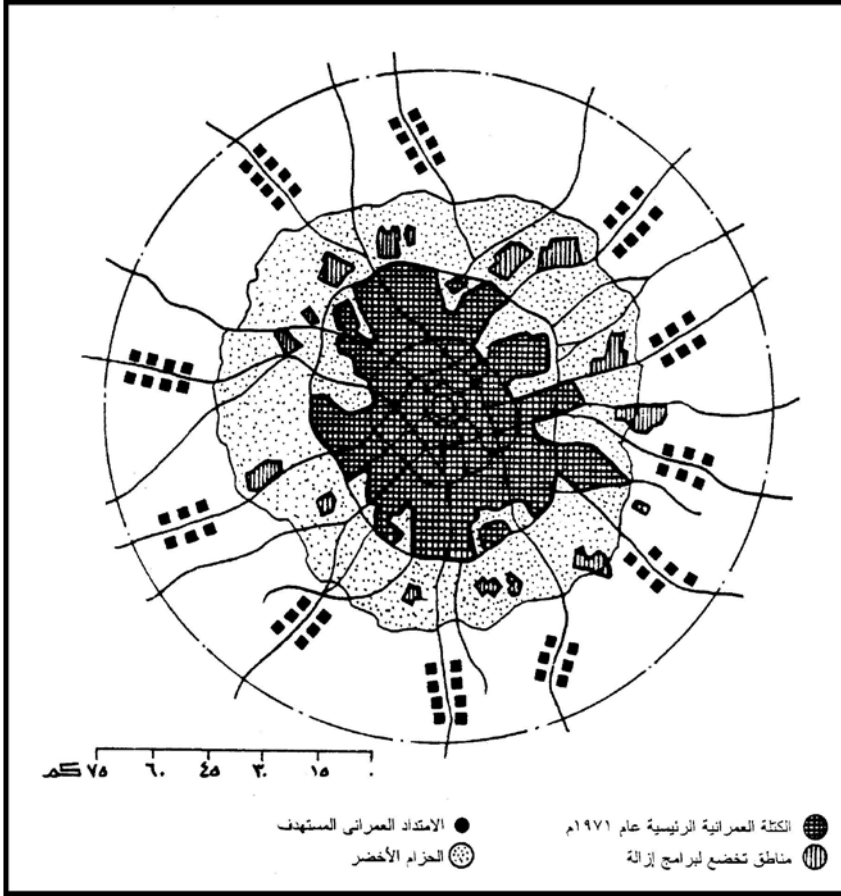 ٧٥ ٦٠ ٤٥ ٣٠ ١٥ ٠ كم
الكتلة العمرانية الرئيسية عام ١٩٧١م
الامتداد العمرانى المستهدف
مناطق تخضع لبرامج إزالة
الحزام الأخضر